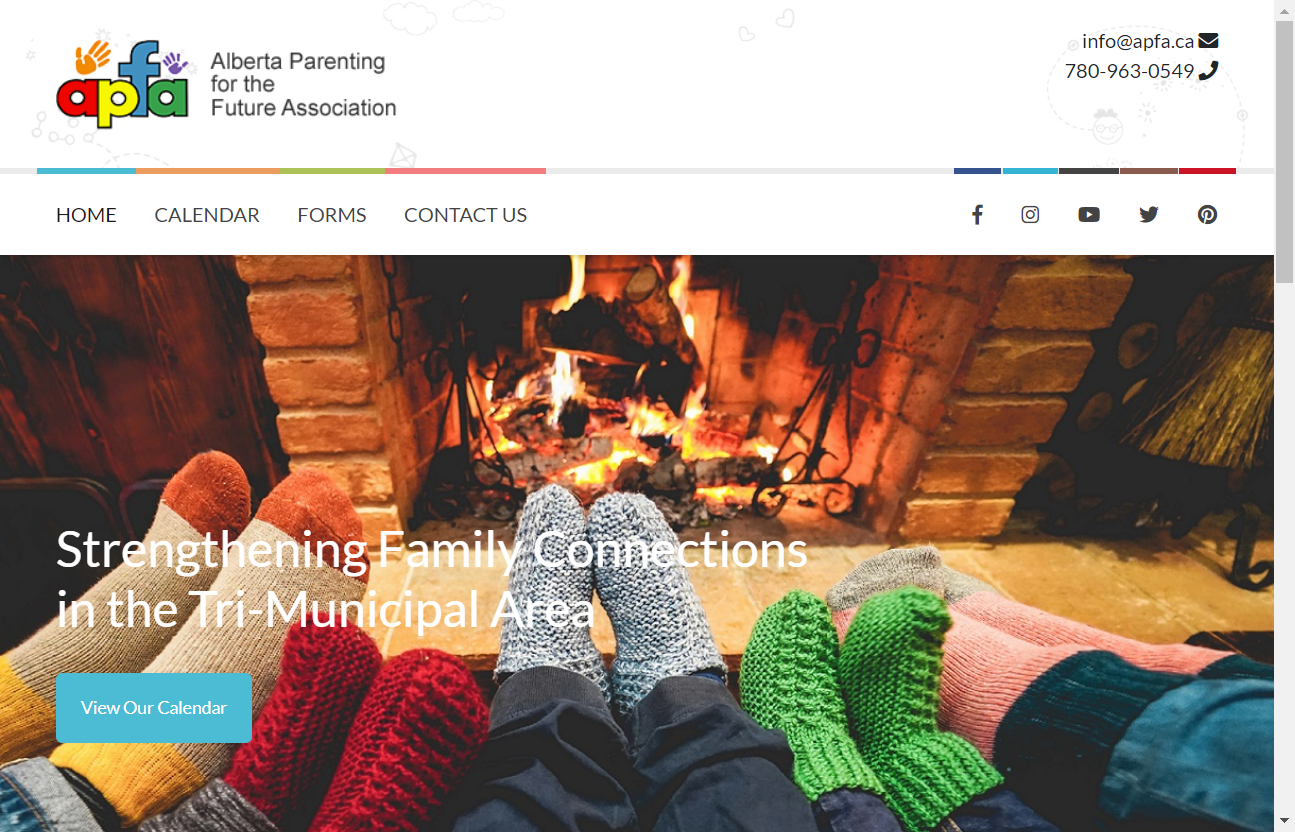 apfa
Alberta Parenting
for the
Future Association
info@apfa.ca
780-963-0549
HOME
CALENDAR
FORMS
CONTACT US
Strengthening Family Connections
in the Tri-Municipal Area
View Our Calendar